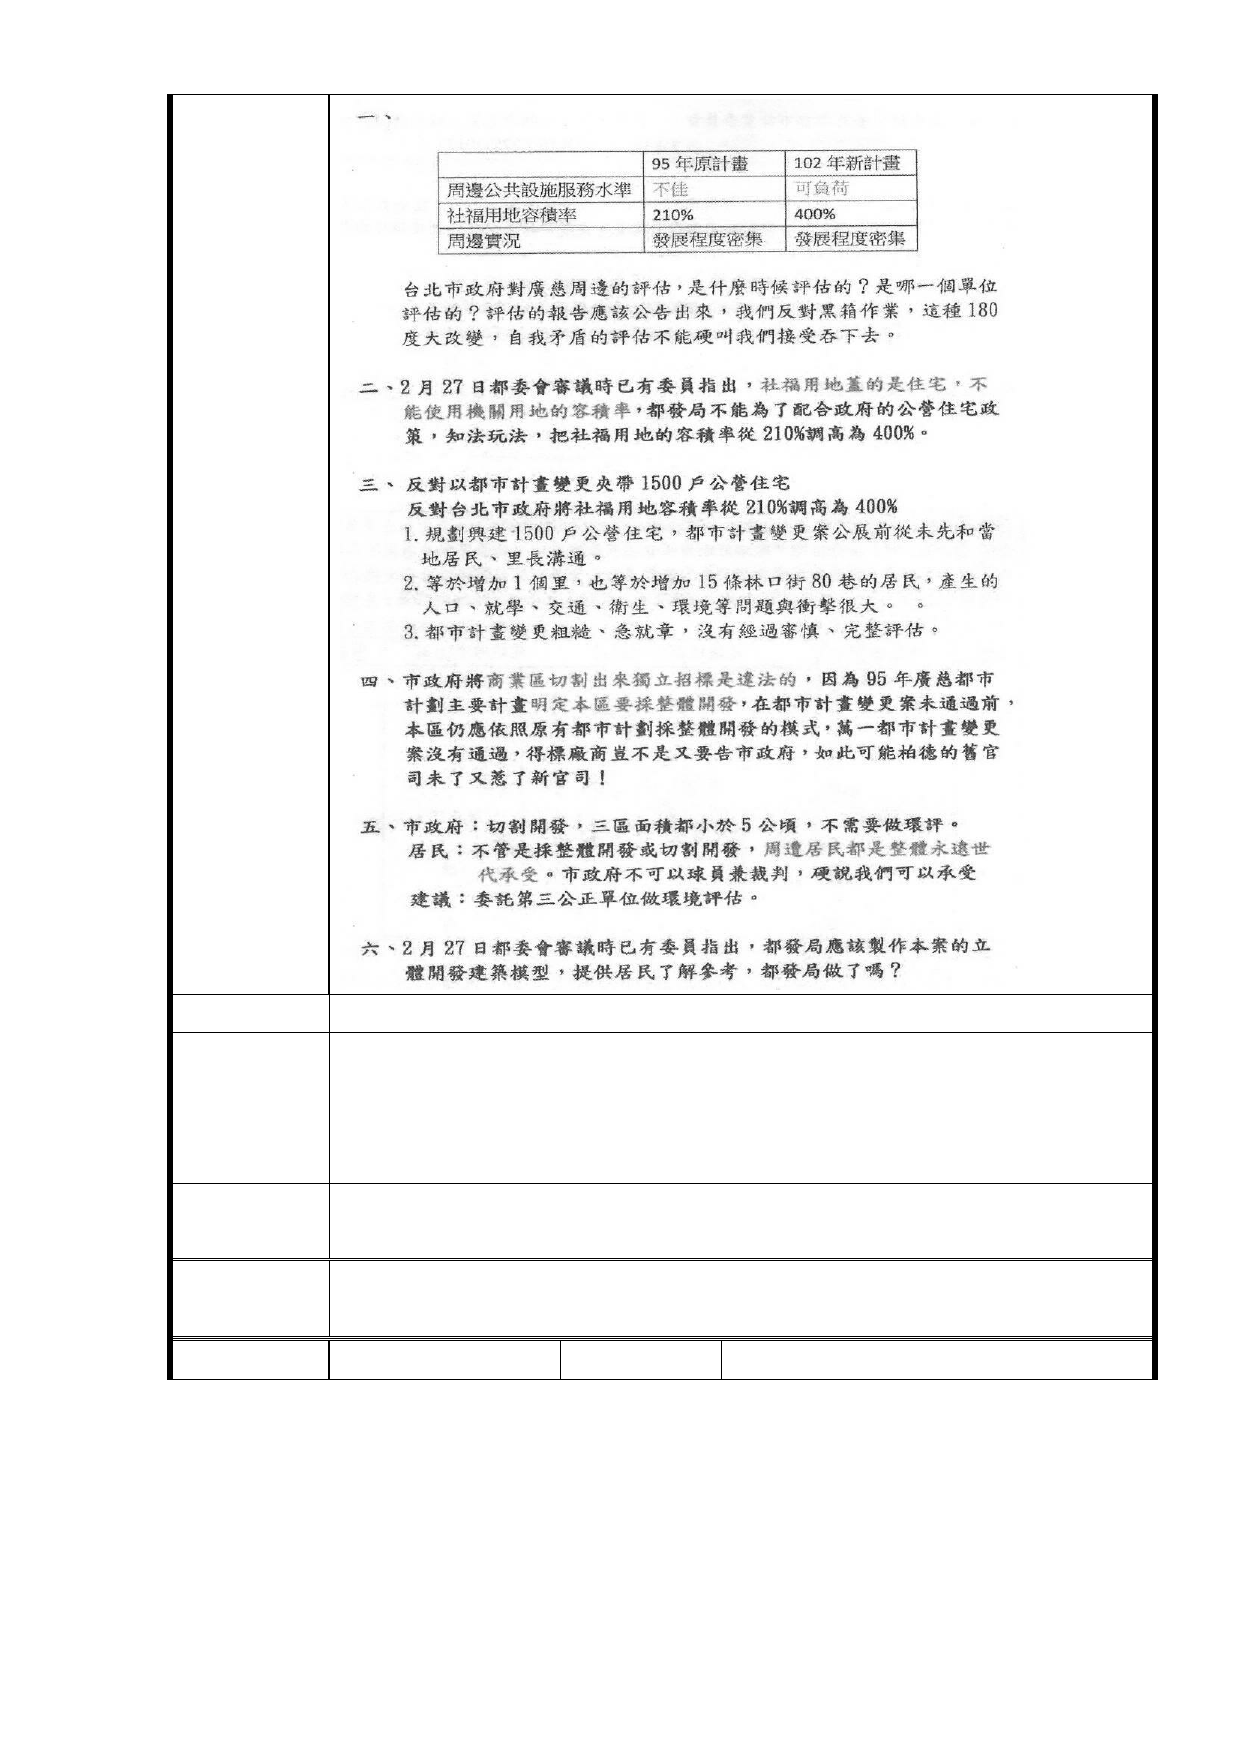 一、
95 年原計畫 102 年新計畫
周邊公共設施服務水準 不佳 可負荷
社福用地容積率 210% 400%
周邊實況 發展程度密集 發展程度密集
台北市政府對廣慈周邊的評估，是什麼時候評估的？是哪一個單位
評估的？評估的報告應該公告出來，我們反對黑箱作業，這種 180
度大改變，自我矛盾的評估不能硬叫我們接受吞下去。
二、2 月 27 日都委會審議時已有委員指出，社福用地蓋的是住宅，不
能使用機關用地的容積率，都發局不能為了配合政府的公營住宅政
策，知法玩法，把社福用地的容積率從 210%調高為 400%。
三、 反對以都市計畫變更夾帶 1500 戶公營住宅
反對台北市政府將社福用地容積率從 210%調高為 400%
1. 規劃興建 1500 戶公營住宅，都市計畫變更案公展前從未先和當
地居民、里長溝通。
2. 等於增加 1 個里，也等於增加 15 條林口街 80 巷的居民，產生的
人口、就學、交通、衛生、環境等問題與衝擊很大。 。
3. 都市計畫變更粗糙、急就章，沒有經過審慎、完整評估。
四、市政府將商業區切割出來獨立招標是違法的，因為 95 年廣慈都市
計劃主要計畫明定本區要採整體開發，在都市計畫變更案未通過前，
本區仍應依照原有都市計劃採整體開發的模式，萬一都市計畫變更
案沒有通過，得標廠商豈不是又要告市政府，如此可能柏德的舊官
司未了又惹了新官司！
五、市政府：切割開發，三區面積都小於 5 公頃，不需要做環評。
居民：不管是採整體開發或切割開發，周遭居民都是整體永遠世
代承受。市政府不可以球員兼裁判，硬說我們可以承受
建議：委託第三公正單位做環境評估。
六、2 月 27 日都委會審議時已有委員指出，都發局應該製作本案的立
體開發建築模型，提供居民了解參考，都發局做了嗎？